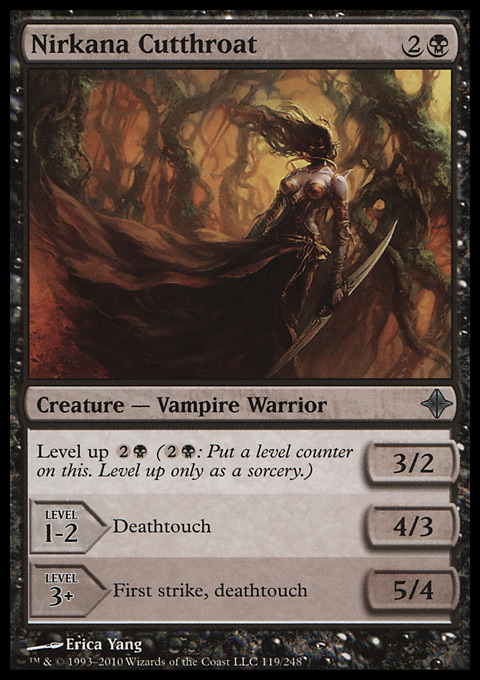 Nirkana Cutthroat 2
Creature — Vampire Warrior
Level up 2 (2: Put a level counter
on this. Level up only as a sorcery.)
3/2
LEVEL
1-2
Deathtouch
4/3
LEVEL
3+
First strike, deathtouch
5/4
Erica Yang
™ & © 1993–2010 Wizards of the Coast LLC 119/248